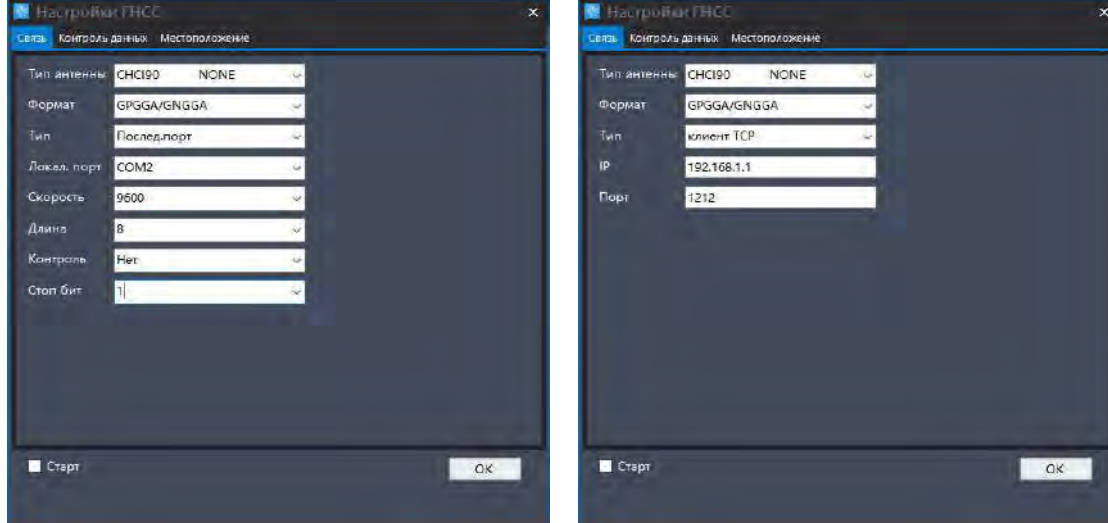 Настройки ГНСС
Связь Контроль данных Местоположение
Тип антенны CHCI90 NONE
Формат GPGGA/GNGGA
Тип Послед.порт
Локал. порт COM2
Скорость 9600
Длина 8
Контроль Нет
Стоп бит 1
Старт OK
Настройки ГНСС
Связь Контроль данных Местоположение
Тип антенны CHCI90 NONE
Формат GPGGA/GNGGA
Тип клиент TCP
IP 192.168.1.1
Порт 1212
Старт OK